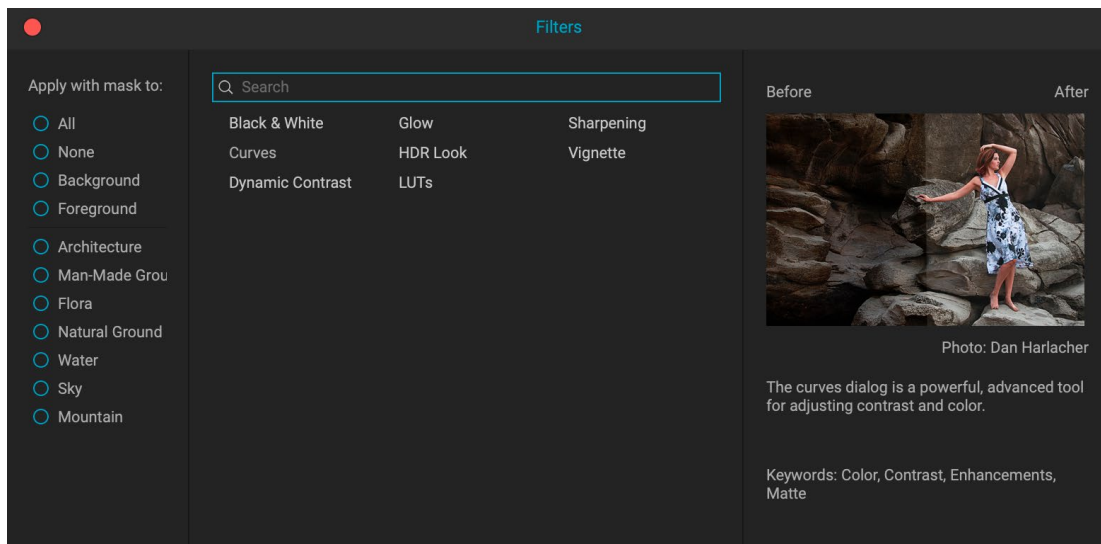 Filters
Apply with mask to:
All
None
Background
Foreground
Architecture
Man-Made Grou
Flora
Natural Ground
Water
Sky
Mountain
Search
Black & White
Glow
Sharpening
Curves
HDR Look
Vignette
Dynamic Contrast
LUTs
Before
After
Photo: Dan Harlacher
The curves dialog is a powerful, advanced tool
for adjusting contrast and color.
Keywords: Color, Contrast, Enhancements,
Matte